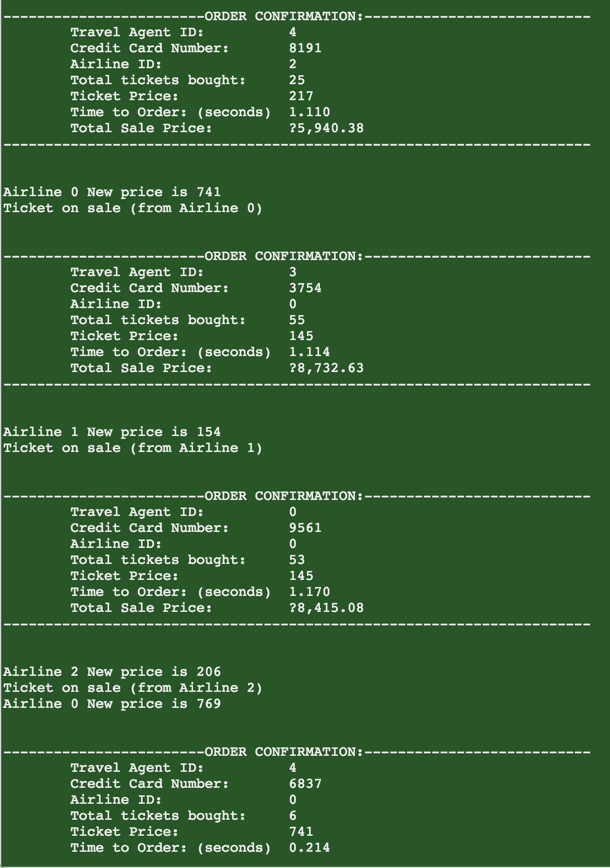 ------------------------ORDER CONFIRMATION:---------------------------
Travel Agent ID: 4
Credit Card Number: 8191
Airline ID: 2
Total tickets bought: 25
Ticket Price: 217
Time to Order: (seconds) 1.110
Total Sale Price: ?5,940.38
----------------------------------------------------------------------
Airline 0 New price is 741
Ticket on sale (from Airline 0)
------------------------ORDER CONFIRMATION:---------------------------
Travel Agent ID: 3
Credit Card Number: 3754
Airline ID: 0
Total tickets bought: 55
Ticket Price: 145
Time to Order: (seconds) 1.114
Total Sale Price: ?8,732.63
----------------------------------------------------------------------
Airline 1 New price is 154
Ticket on sale (from Airline 1)
------------------------ORDER CONFIRMATION:---------------------------
Travel Agent ID: 0
Credit Card Number: 9561
Airline ID: 0
Total tickets bought: 53
Ticket Price: 145
Time to Order: (seconds) 1.170
Total Sale Price: ?8,415.08
----------------------------------------------------------------------
Airline 2 New price is 206
Ticket on sale (from Airline 2)
Airline 0 New price is 769
------------------------ORDER CONFIRMATION:---------------------------
Travel Agent ID: 4
Credit Card Number: 6837
Airline ID: 0
Total tickets bought: 6
Ticket Price: 741
Time to Order: (seconds) 0.214